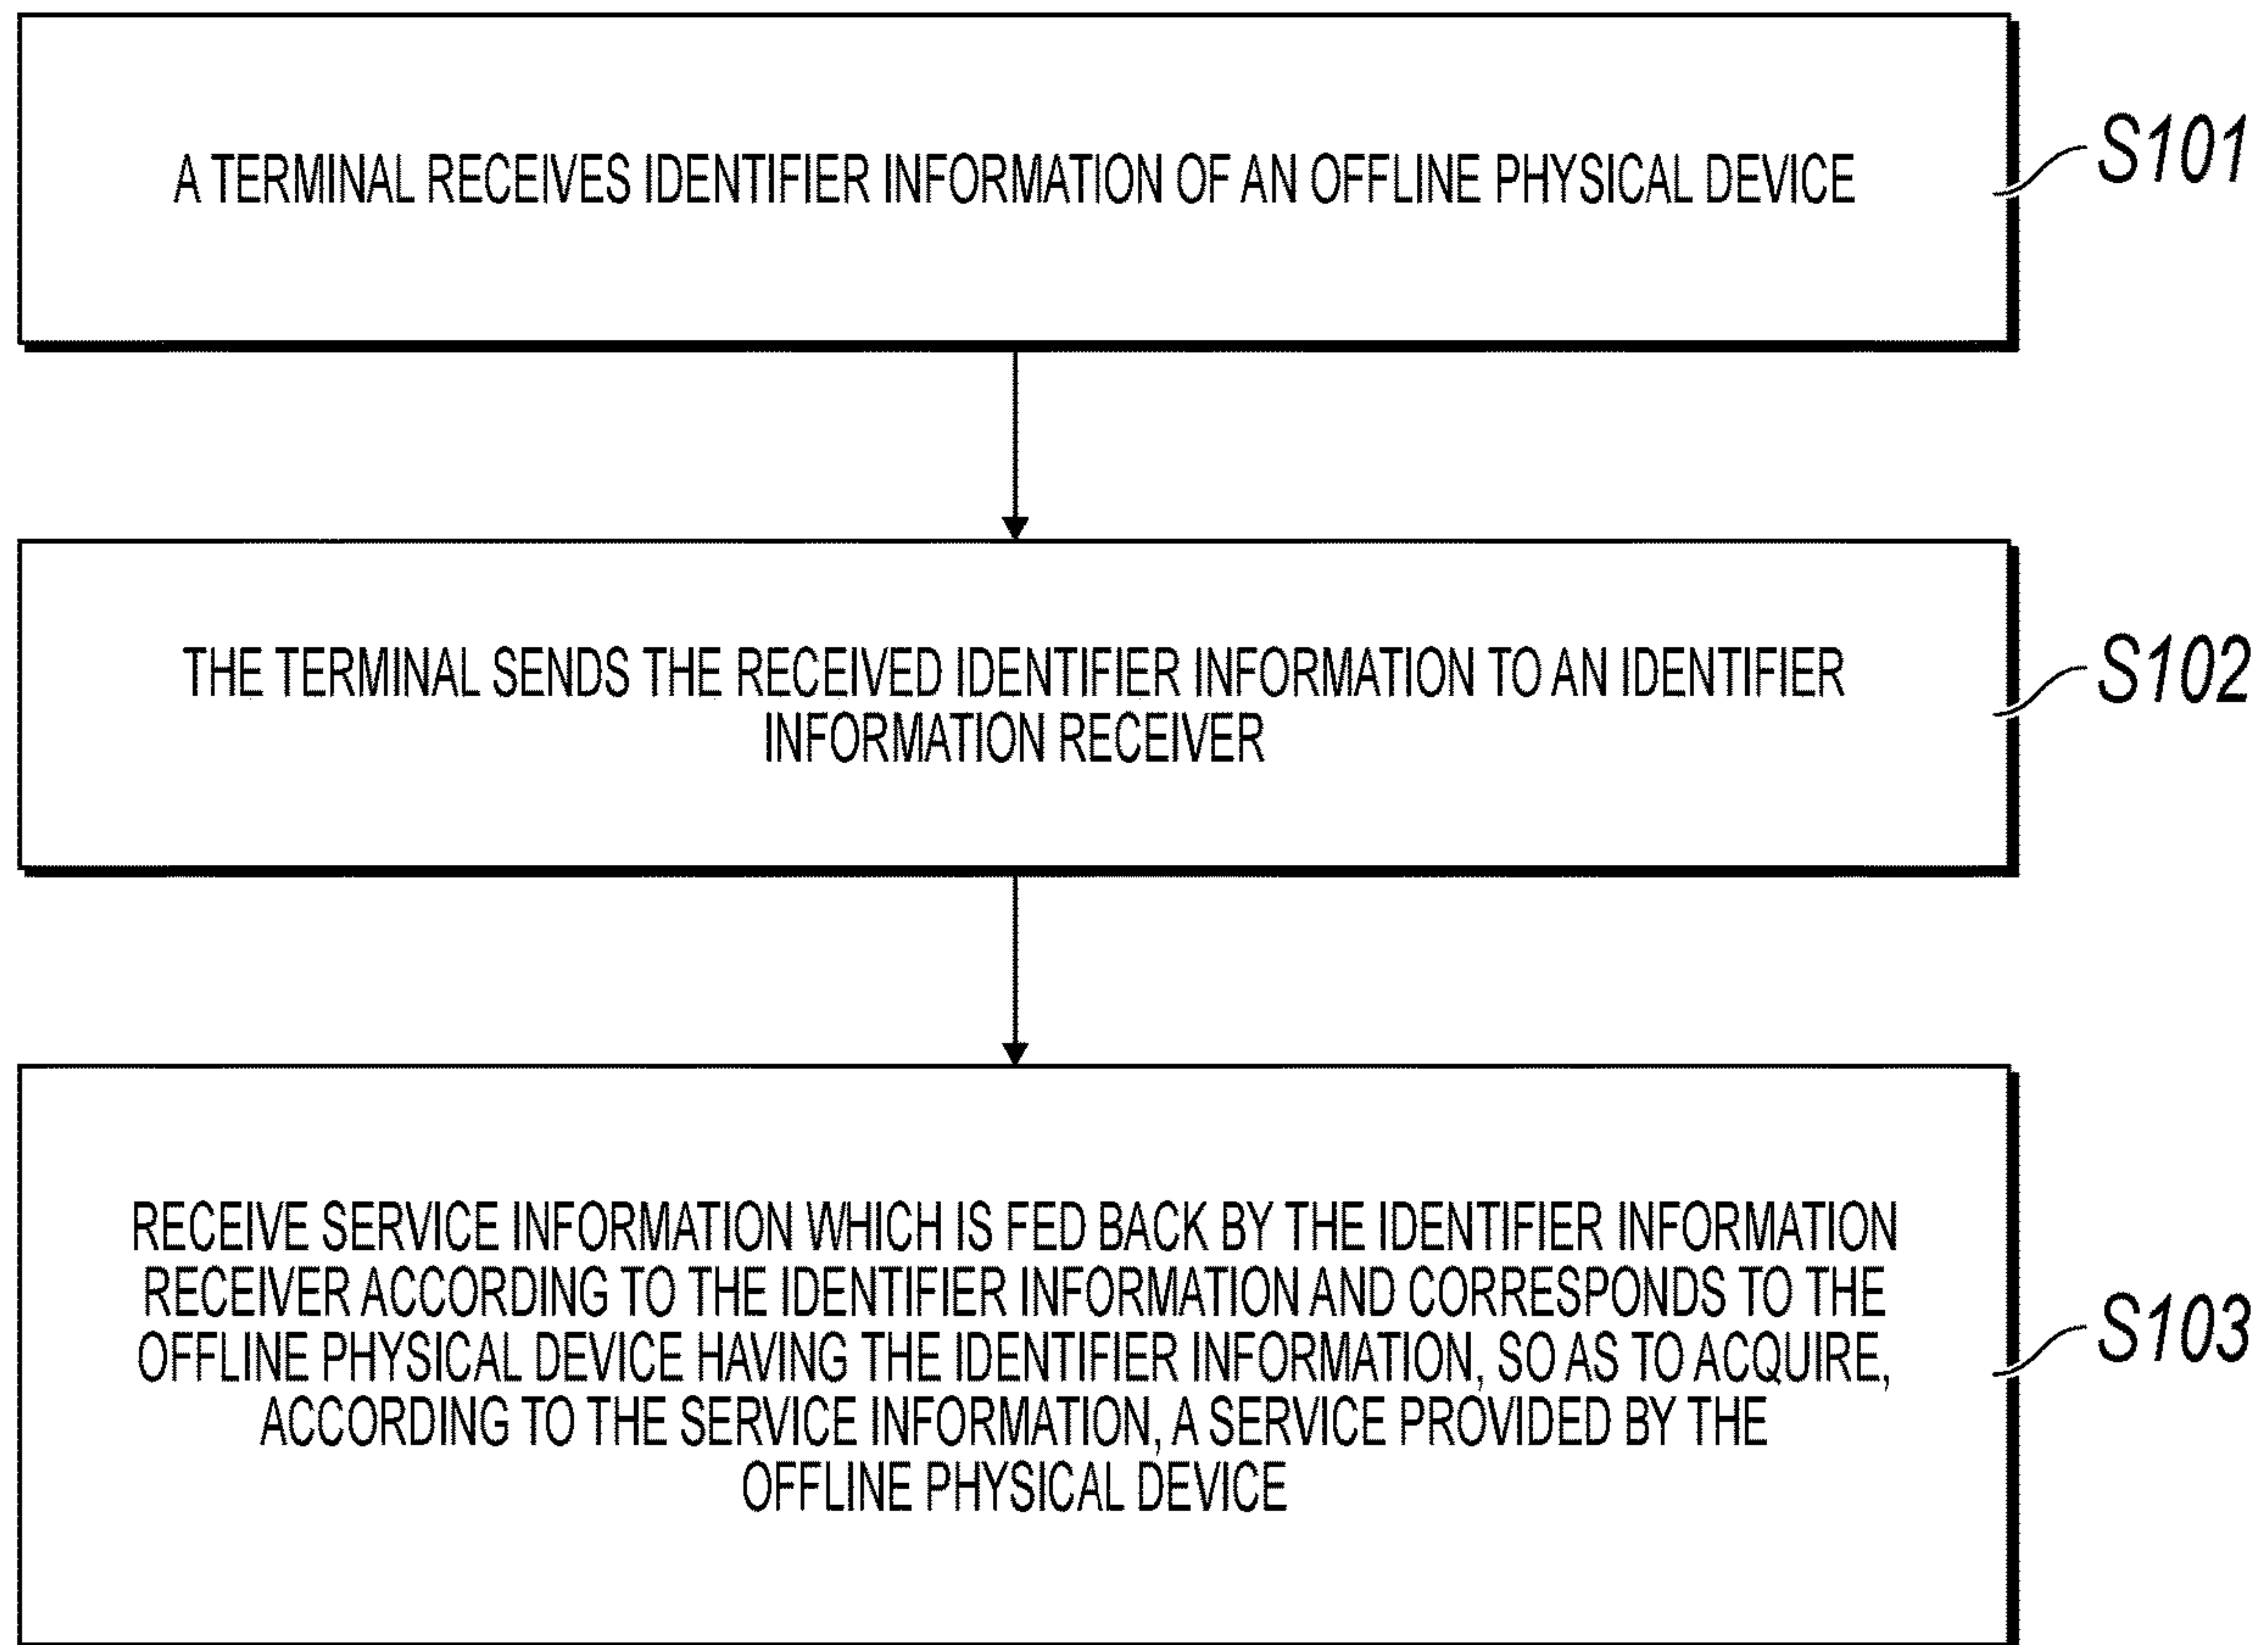 A TERMINAL RECEIVES IDENTIFIER INFORMATION OF AN OFFLINE PHYSICAL DEVICE
S101
THE TERMINAL SENDS THE RECEIVED IDENTIFIER INFORMATION TO AN IDENTIFIER
INFORMATION RECEIVER
S102
RECEIVE SERVICE INFORMATION WHICH IS FED BACK BY THE IDENTIFIER INFORMATION
RECEIVER ACCORDING TO THE IDENTIFIER INFORMATION AND CORRESPONDS TO THE
OFFLINE PHYSICAL DEVICE HAVING THE IDENTIFIER INFORMATION, SO AS TO ACQUIRE,
ACCORDING TO THE SERVICE INFORMATION, A SERVICE PROVIDED BY THE
OFFLINE PHYSICAL DEVICE
S103